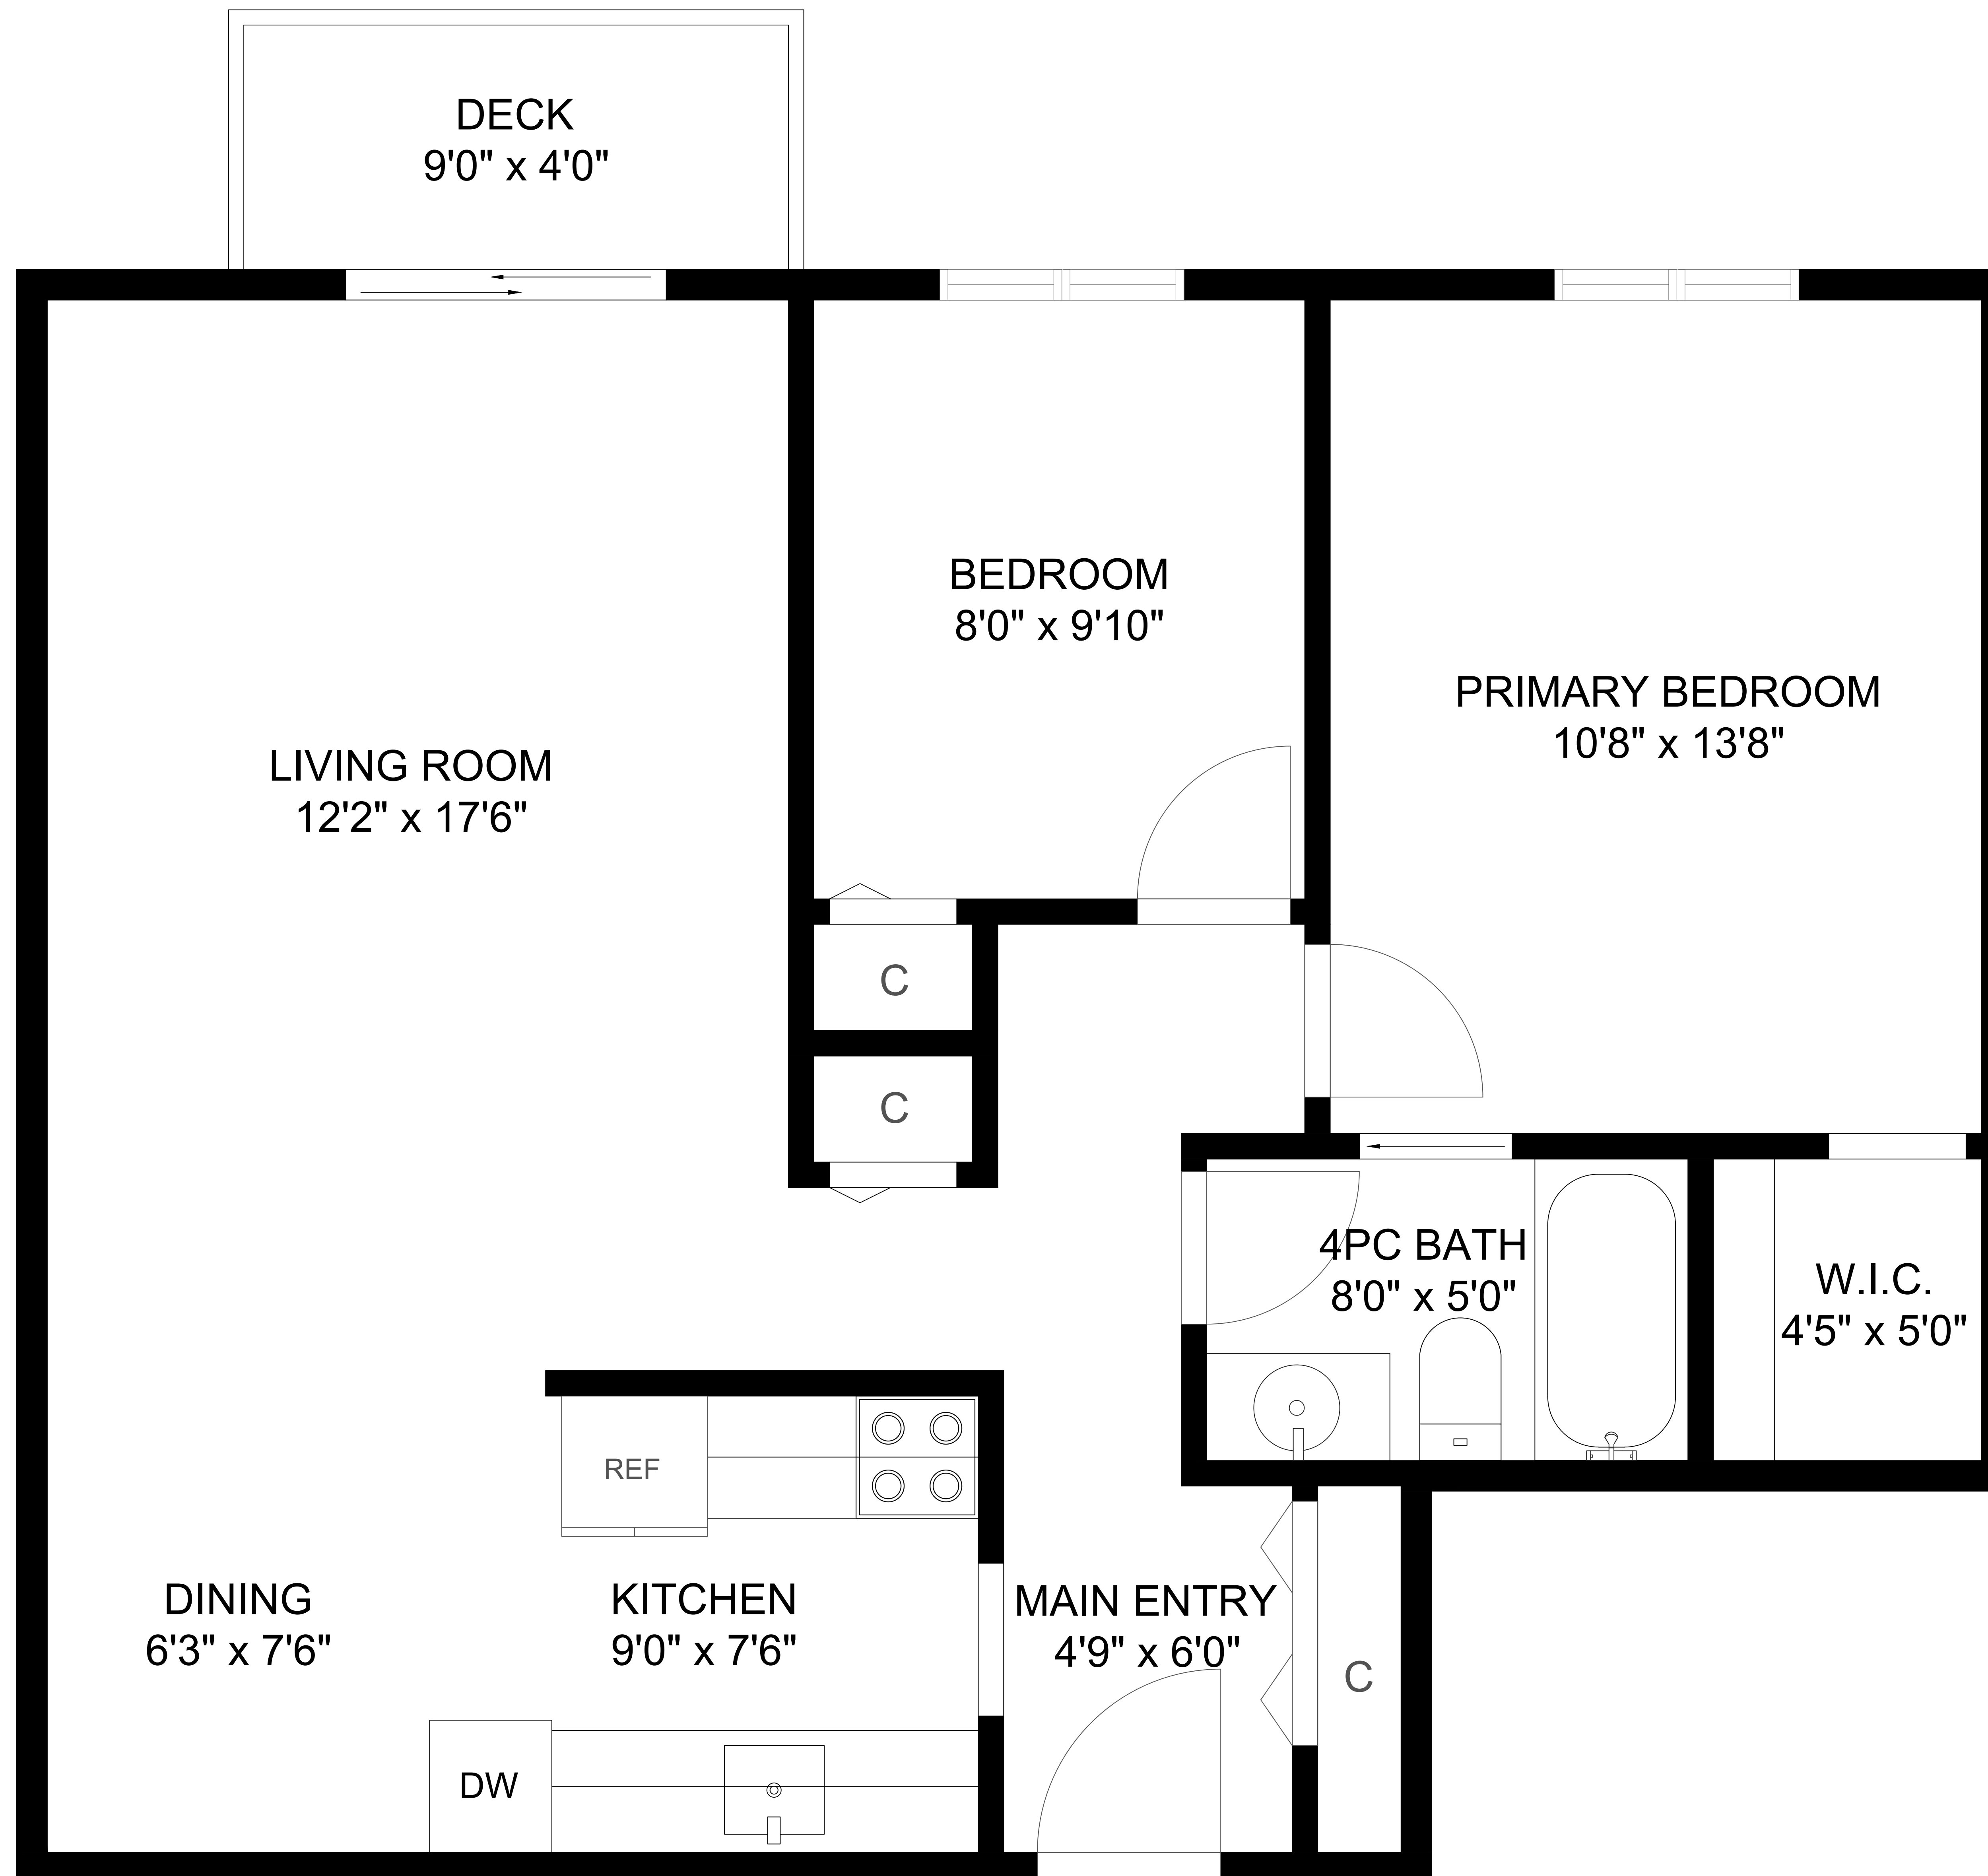 DECK
9'0" x 4'0"
BEDROOM
8'0" x 9'10"
PRIMARY BEDROOM
10'8" x 13'8"
LIVING ROOM
12'2" x 17'6"
C
C
4PC BATH
8'0" x 5'0"
W.I.C.
4'5" x 5'0"
REF
DINING
6'3" x 7'6"
KITCHEN
9'0" x 7'6"
MAIN ENTRY
4'9" x 6'0"
C
DW